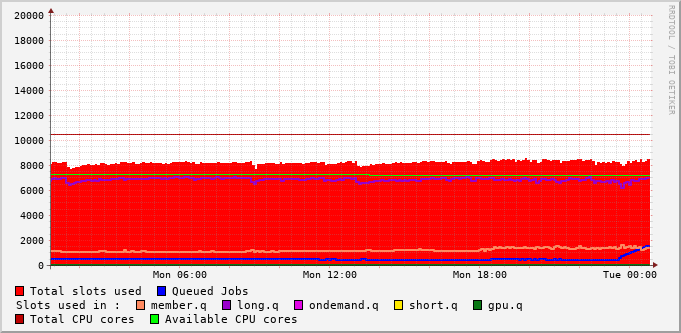 RRDTOOL / TOBI OETIKER
20000
18000
16000
14000
12000
10000
8000
6000
4000
2000
0
Mon 06:00 Mon 12:00 Mon 18:00 Tue 00:00
Total slots used Queued Jobs
Slots used in : member.q long.q ondemand.q short.q gpu.q
Total CPU cores Available CPU cores